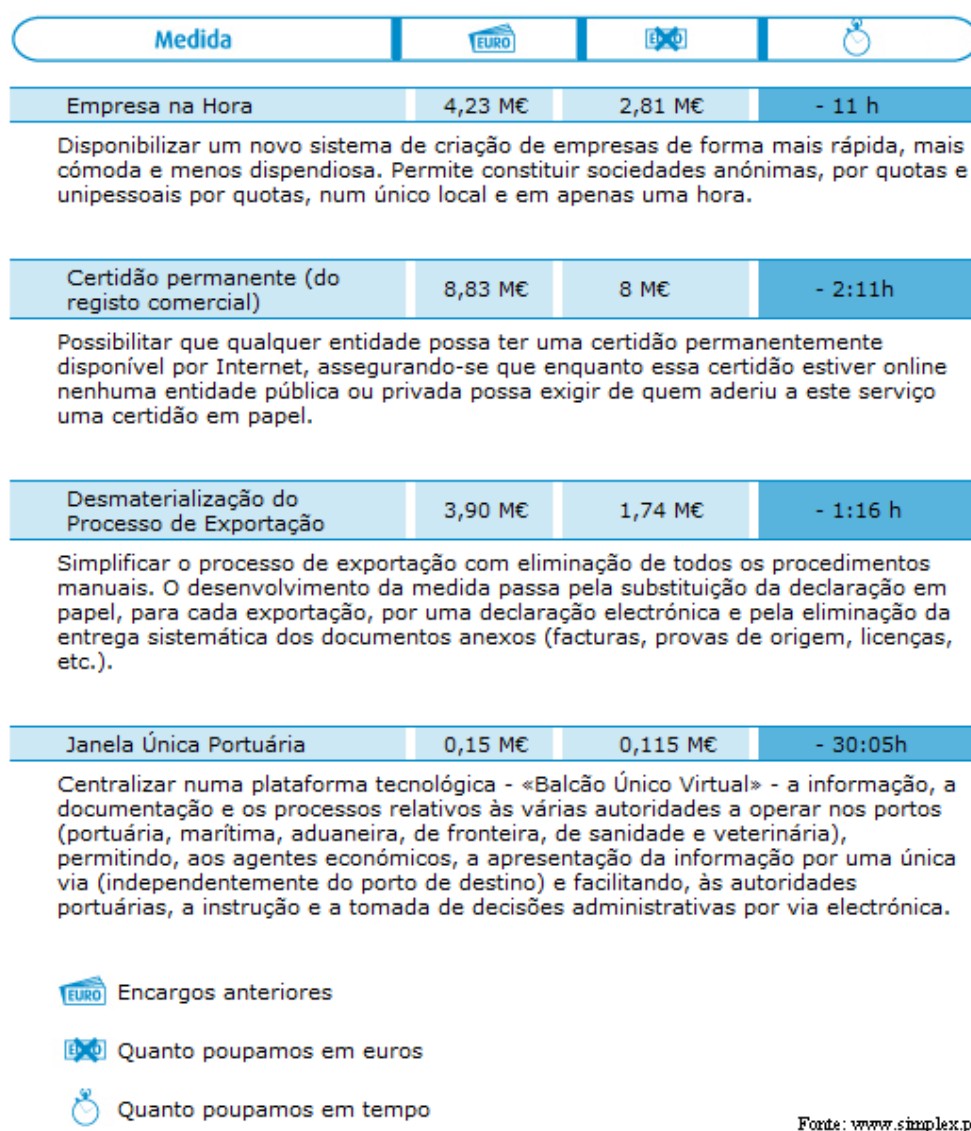 Medida EURO
Empresa na Hora 4,23 M€ 2,81 M€ - 11 h
Disponibilizar um novo sistema de criação de empresas de forma mais rápida, mais
cómoda e menos dispendiosa. Permite constituir sociedades anónimas, por quotas e
unipessoais por quotas, num único local e em apenas uma hora.
Certidão permanente (do
registo comercial) 8,83 M€ 8 M€ - 2:11h
Possibilitar que qualquer entidade possa ter uma certidão permanentemente
disponível por Internet, assegurando-se que enquanto essa certidão estiver online
nenhuma entidade pública ou privada possa exigir de quem aderiu a este serviço
uma certidão em papel.
Desmaterialização do
Processo de Exportação 3,90 M€ 1,74 M€ - 1:16 h
Simplificar o processo de exportação com eliminação de todos os procedimentos
manuais. O desenvolvimento da medida passa pela substituição da declaração em
papel, para cada exportação, por uma declaração electrónica e pela eliminação da
entrega sistemática dos documentos anexos (facturas, provas de origem, licenças,
etc.).
Janela Única Portuária 0,15 M€ 0,115 M€ - 30:05h
Centralizar numa plataforma tecnológica - «Balcão Único Virtual» - a informação, a
documentação e os processos relativos às várias autoridades a operar nos portos
(portuária, marítima, aduaneira, de fronteira, de sanidade e veterinária),
permitindo, aos agentes económicos, a apresentação da informação por uma única
via (independentemente do porto de destino) e facilitando, às autoridades
portuárias, a instrução e a tomada de decisões administrativas por via electrónica.
EURO Encargos anteriores
Quanto poupamos em euros
Quanto poupamos em tempo
Fonte: www.simplex.p